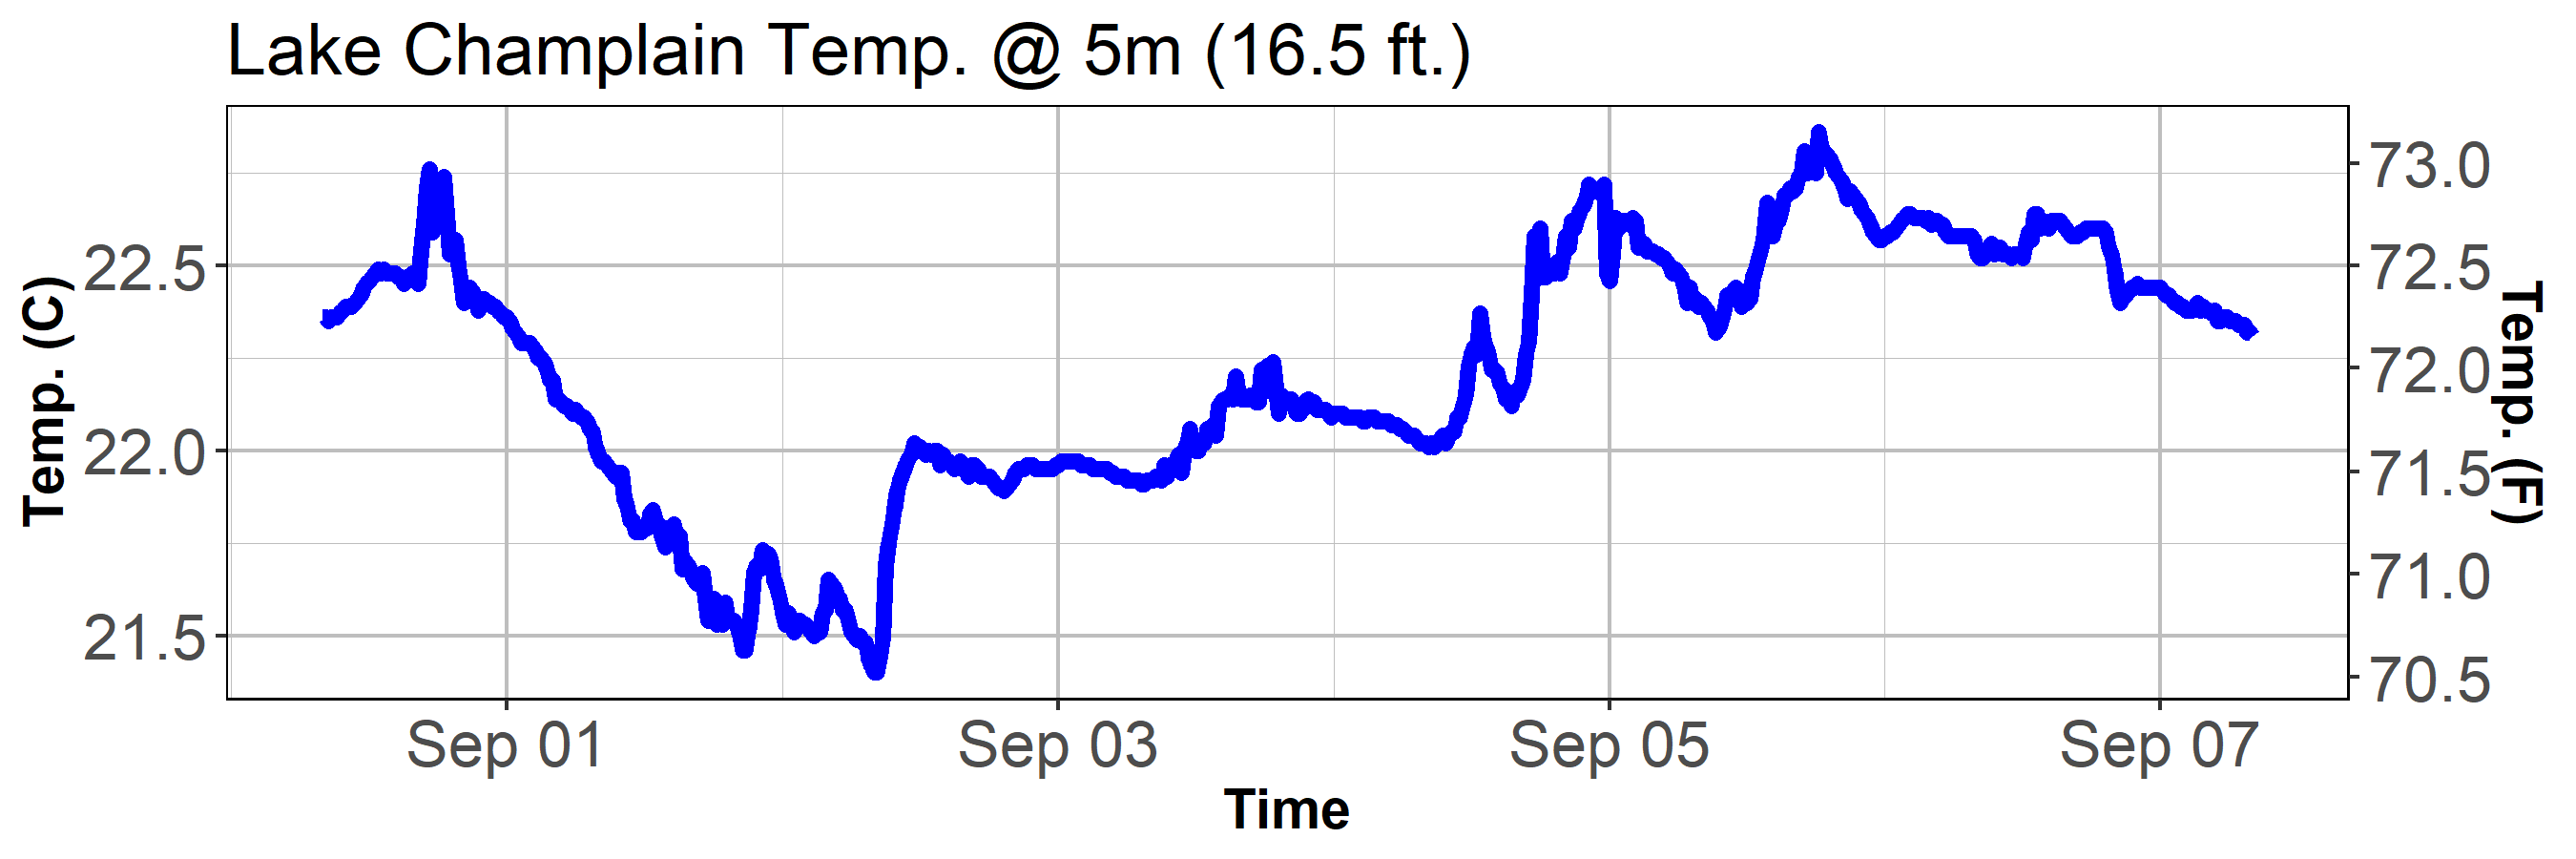 Lake Champlain Temp. @ 5m (16.5 ft.)
Temp. (C)
22.5
22.0
21.5
73.0
72.5
72.0
71.5
71.0
70.5
Temp. (F)
Sep 01
Sep 03
Sep 05
Sep 07
Time